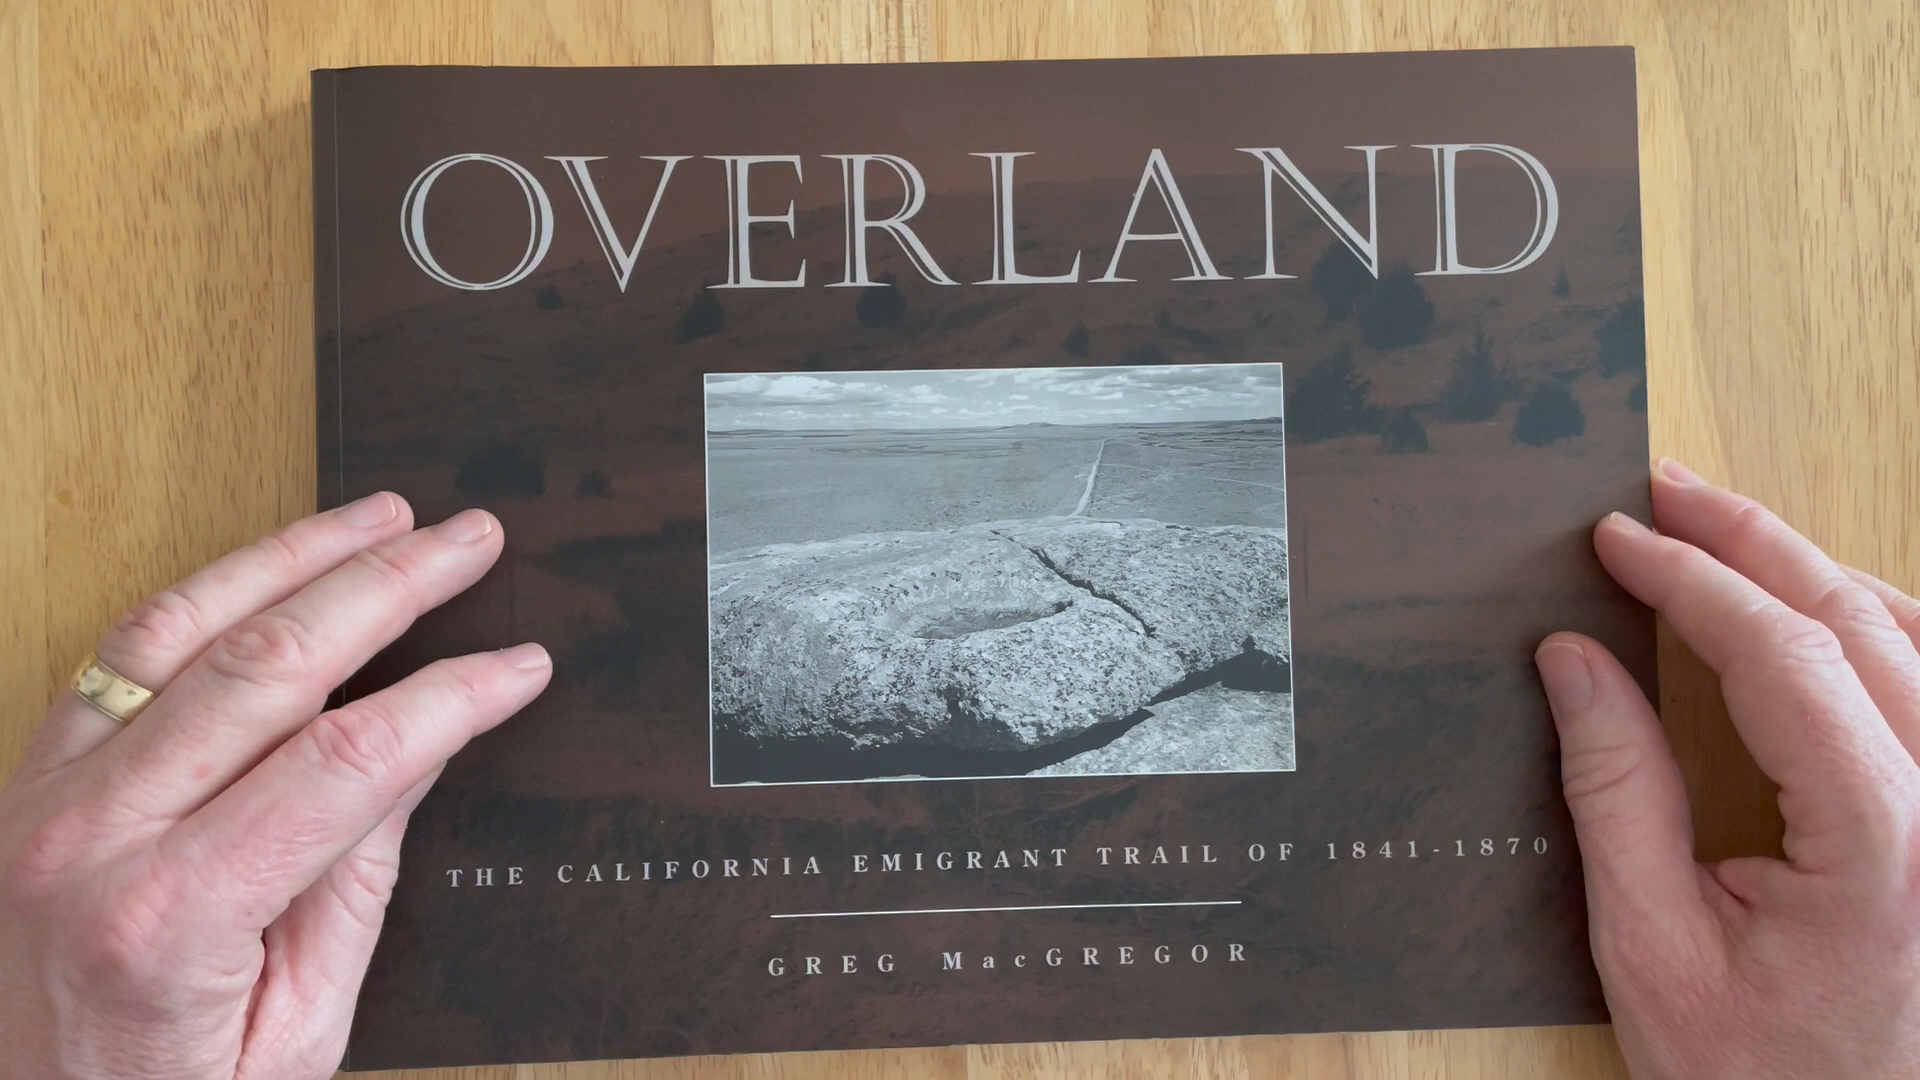 OVERLAND
THE CALIFORNIA EMIGRANT TRAIL OF 1841-1870
GREG MacGREGOR